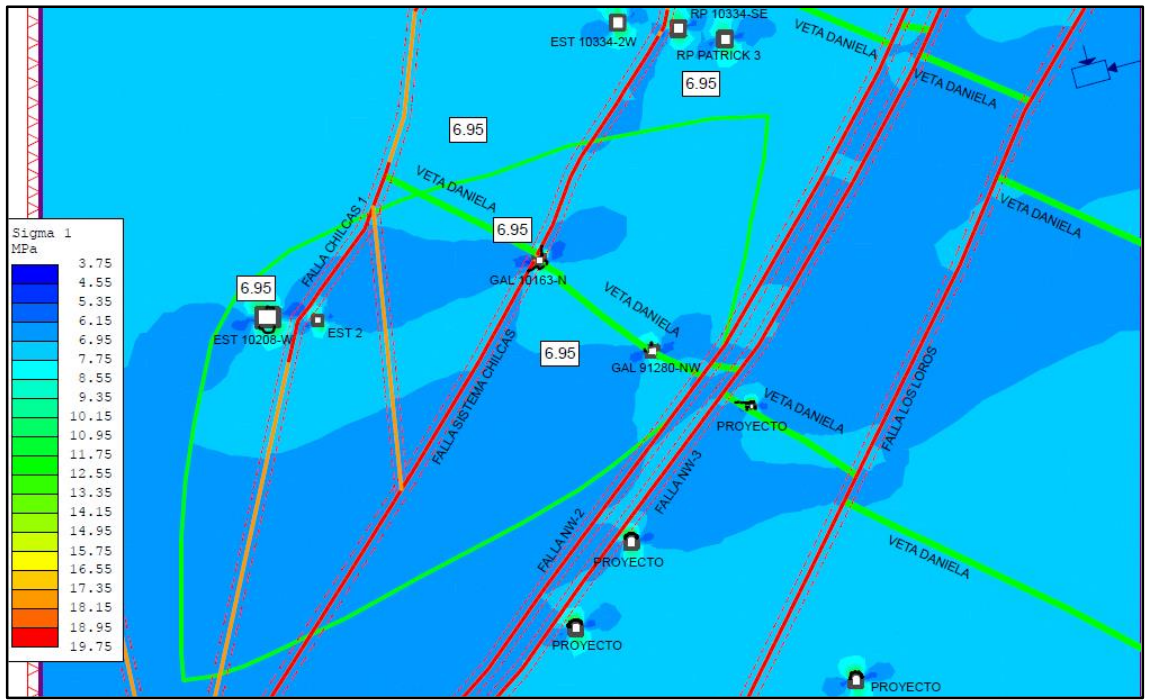 RP 10334-SE
EST 10334-2W
RP PATRICK 3
VETA DANIELA
VETA DANIELA
6.95
6.95
VETA DANIELA
VETA DANIELA
FALLA CHILCAS 1
6.95
GAL 10163-N
6.95
EST 10208-W
EST 2
VETA DANIELA
6.95
GAL 91280-NW
FALLA SISTEMA CHILCAS
VETA DANIELA
PROYECTO
FALLA LOS LOROS
FALLA NW-3
FALLA NW-2
PROYECTO
VETA DANIELA
PROYECTO
PROYECTO
Sigma 1
MPa
3.75
4.55
5.35
6.15
6.95
7.75
8.55
9.35
10.15
10.95
11.75
12.55
13.35
14.15
14.95
15.75
16.55
17.35
18.15
18.95
19.75